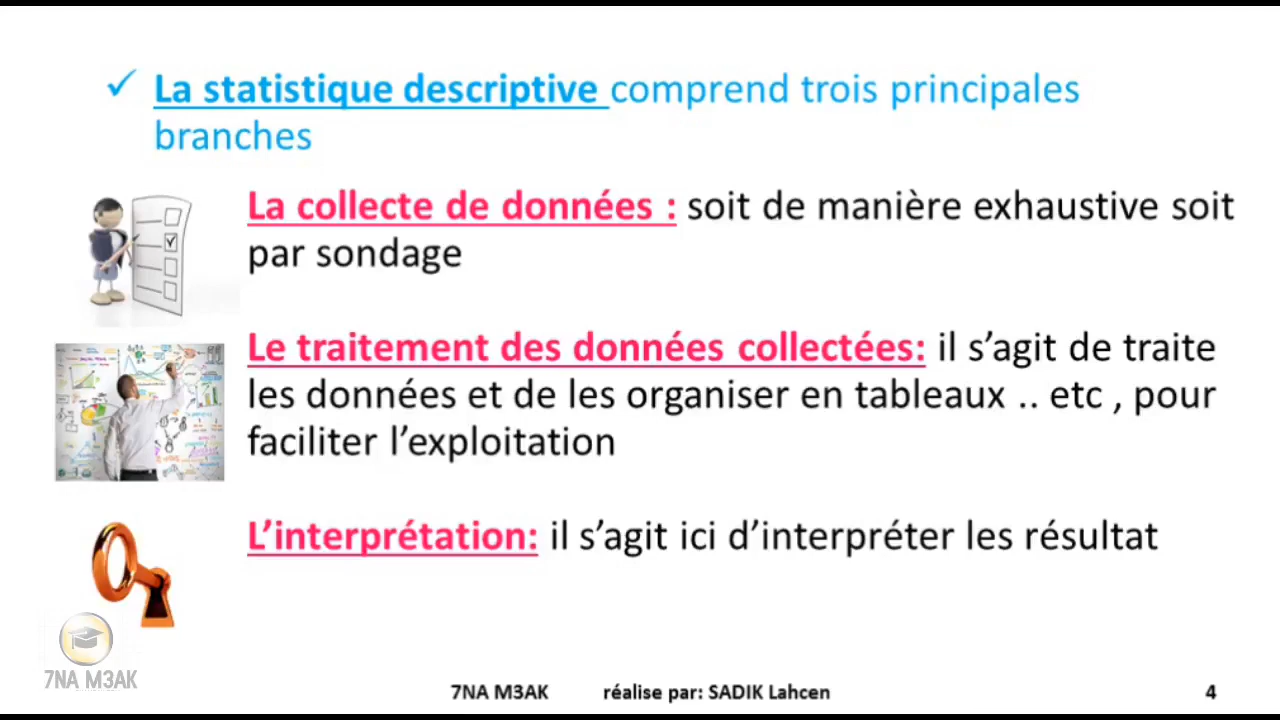 ✓ La statistique descriptive comprend trois principales
branches
La collecte de données : soit de manière exhaustive soit
par sondage
Le traitement des données collectées: il s’agit de traite
les données et de les organiser en tableaux .. etc , pour
faciliter l’exploitation
L’interprétation: il s’agit ici d’interpréter les résultat
7NA M3AK
7NA M3AK réalise par: SADIK Lahcen 4